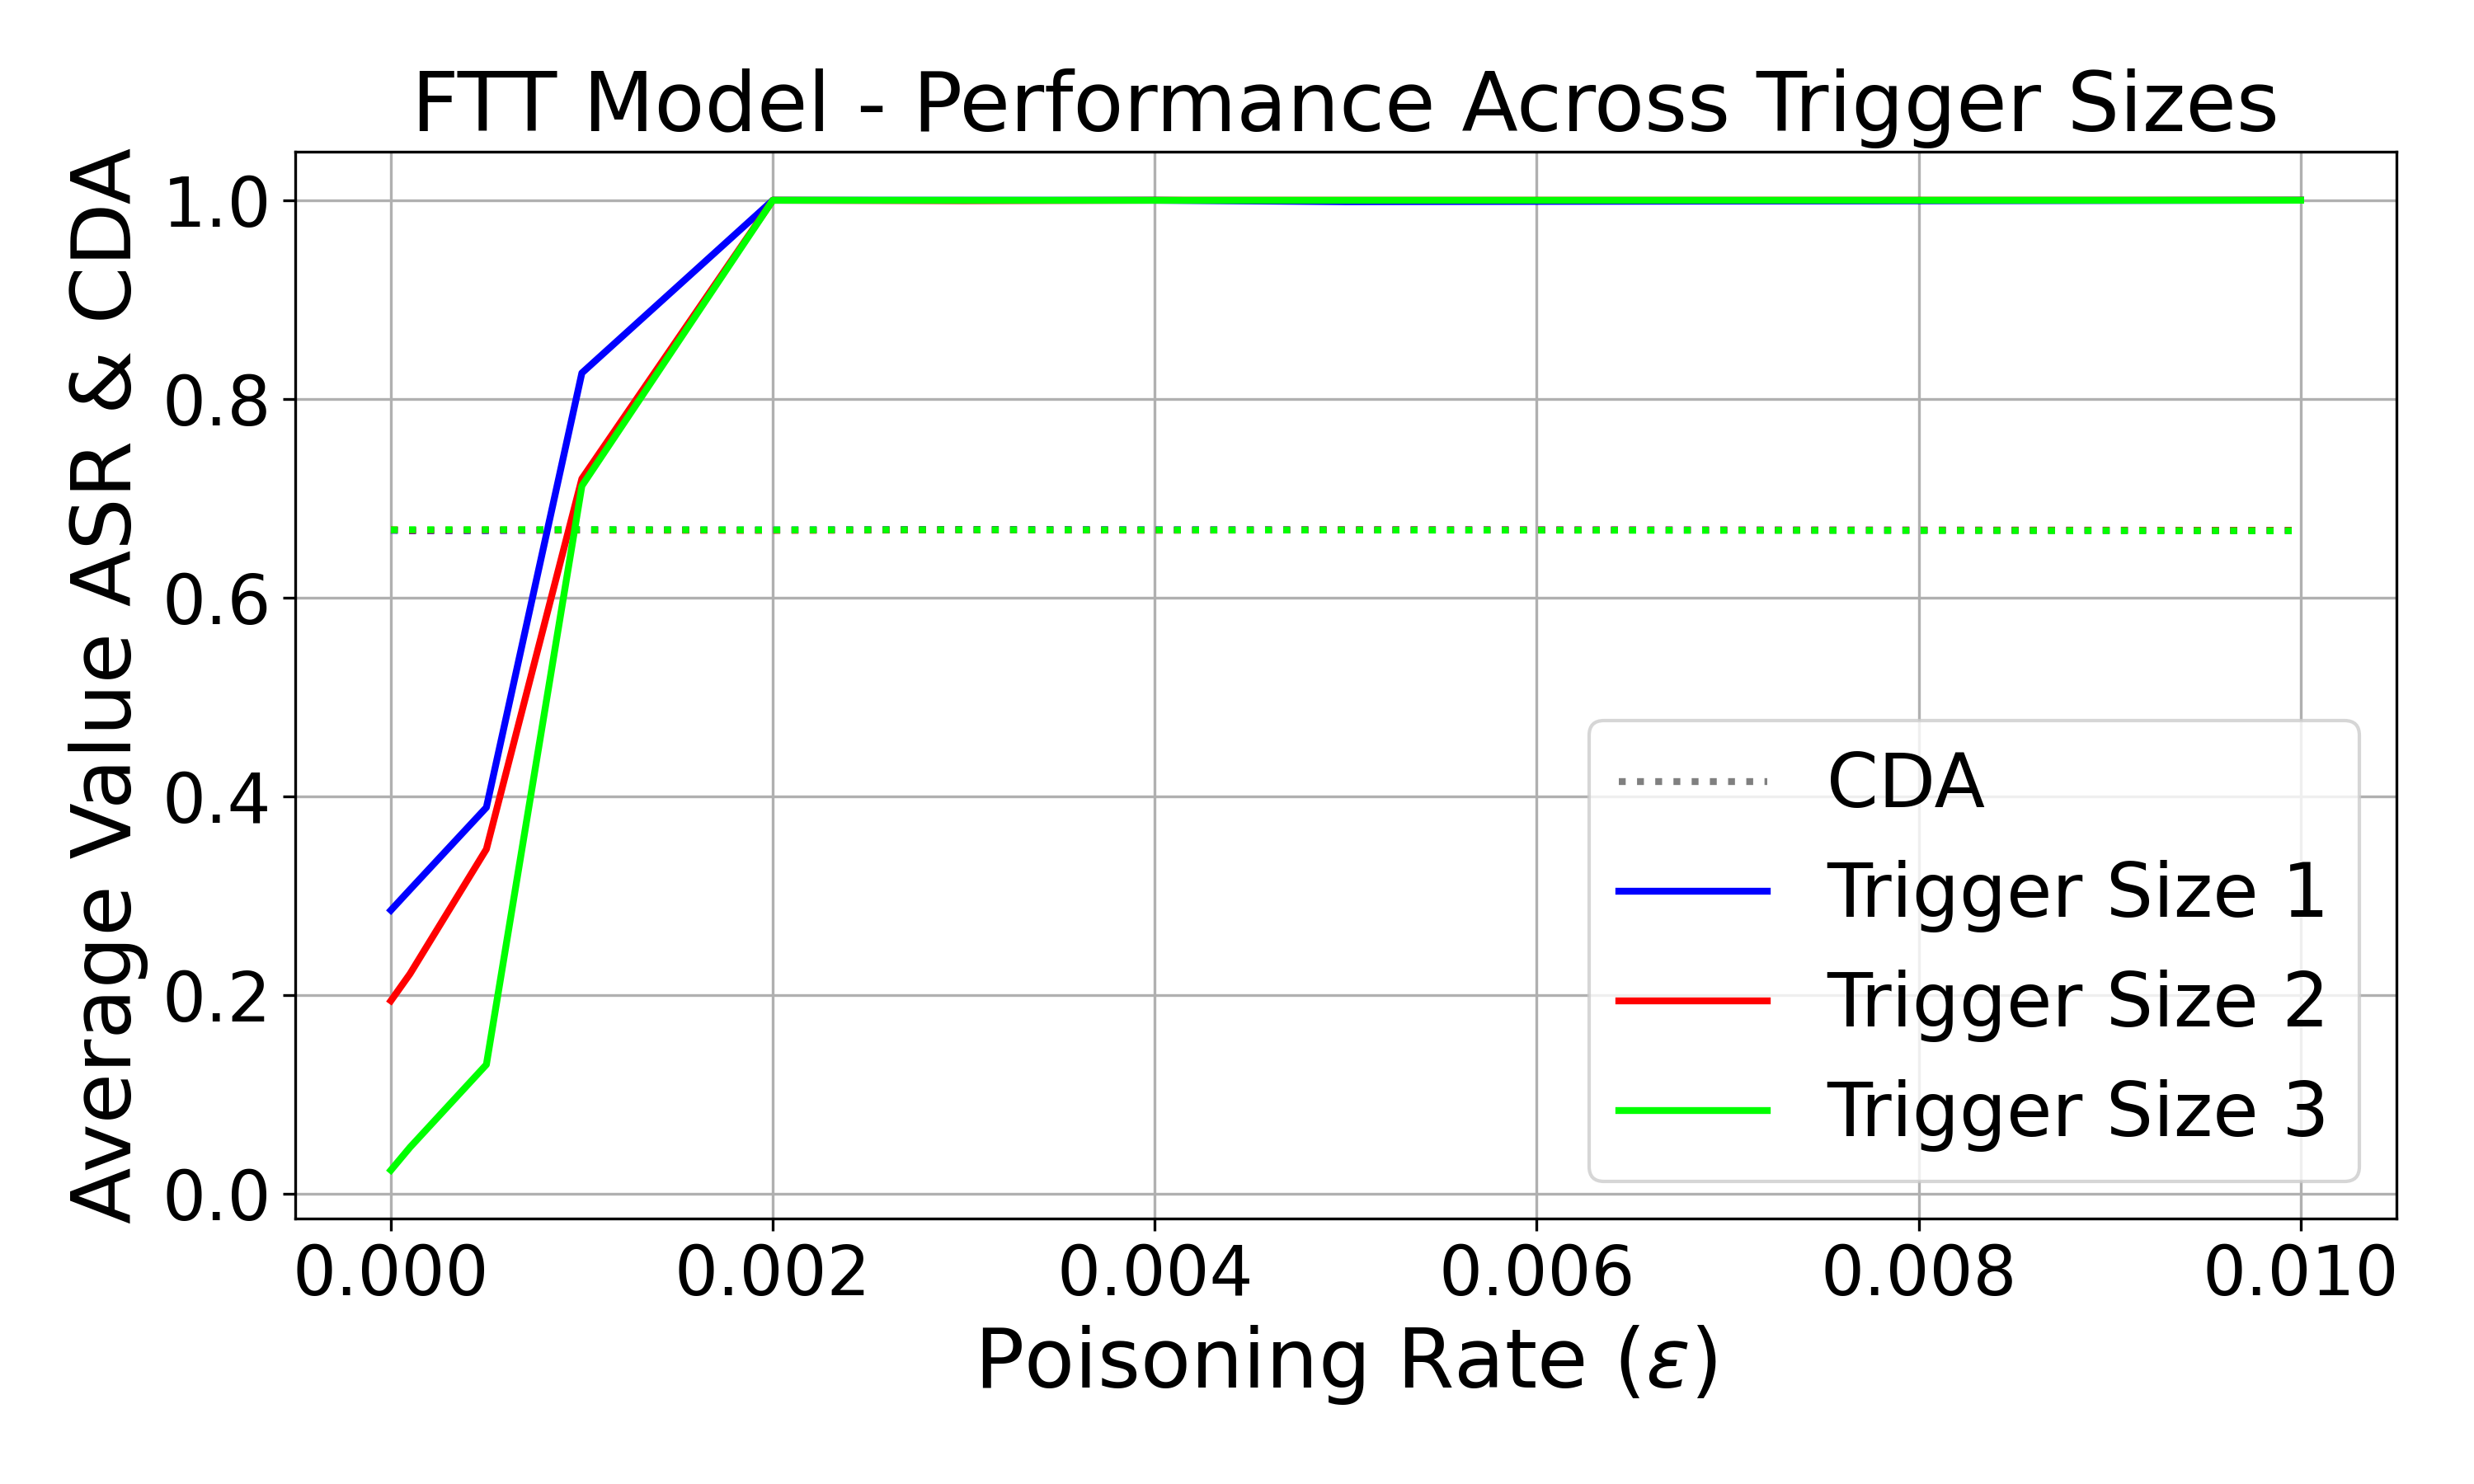 FTT Model - Performance Across Trigger Sizes
Average Value ASR & CDA
1.0
0.8
0.6
0.4
0.2
0.0
CDA
Trigger Size 1
Trigger Size 2
Trigger Size 3
0.000 0.002 0.004 0.006 0.008 0.010
Poisoning Rate (ε)